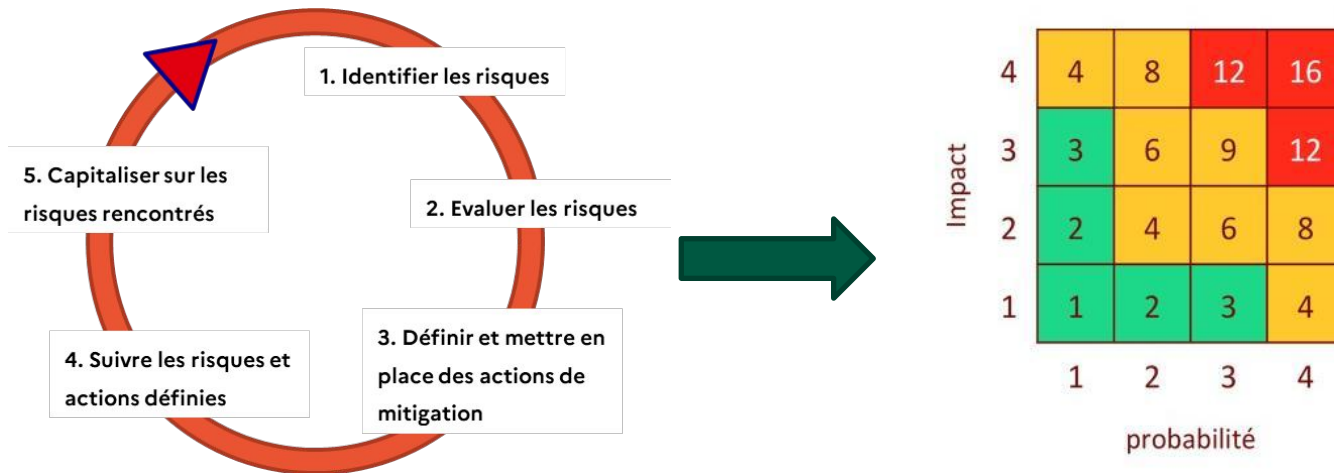 1. Identifier les risques
2. Evaluer les risques
3. Définir et mettre en
place des actions de
mitigation
4. Suivre les risques et
actions définies
5. Capitaliser sur les
risques rencontrés
Impact
4 4 8 12 16
3 3 6 9 12
2 2 4 6 8
1 1 2 3 4
1 2 3 4
probabilité